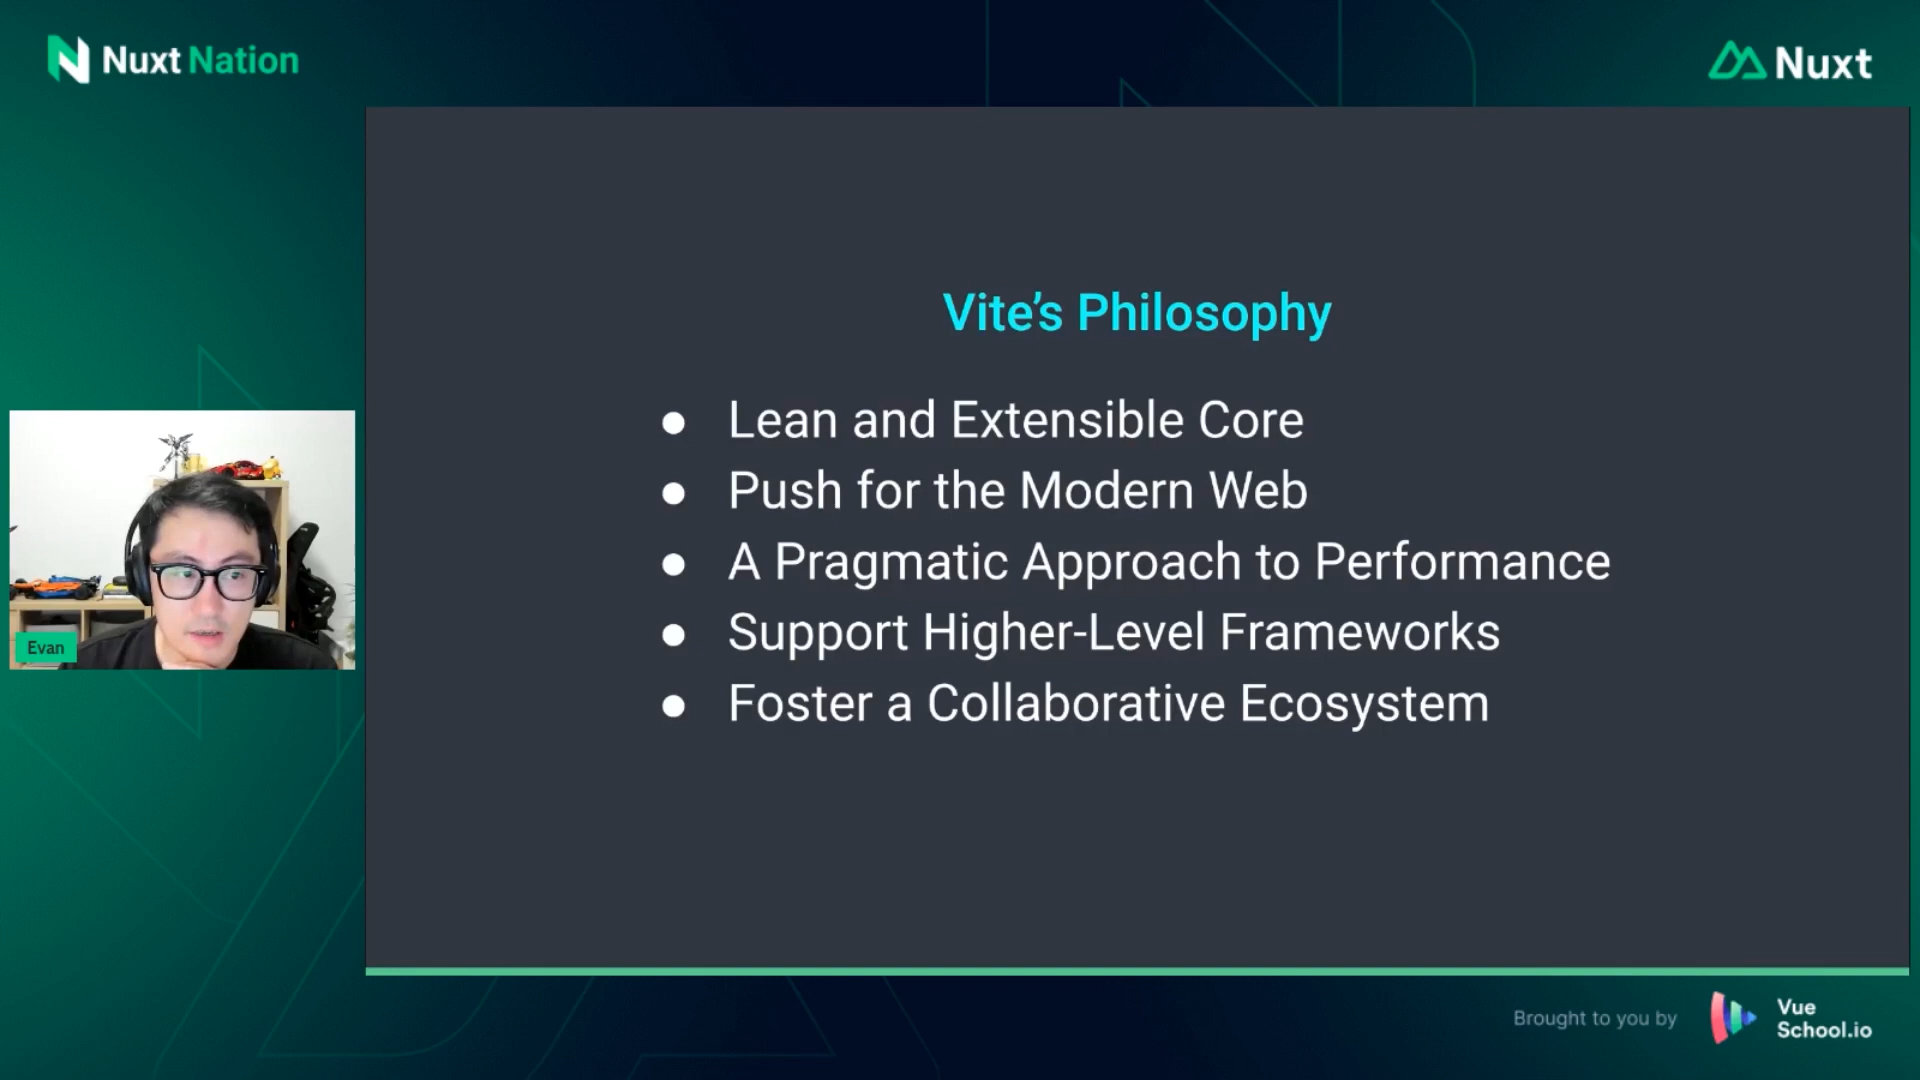 Nuxt Nation
Nuxt
Vite’s Philosophy
● Lean and Extensible Core
● Push for the Modern Web
● A Pragmatic Approach to Performance
● Support Higher-Level Frameworks
● Foster a Collaborative Ecosystem
Evan
Brought to you by
Vue
School.io